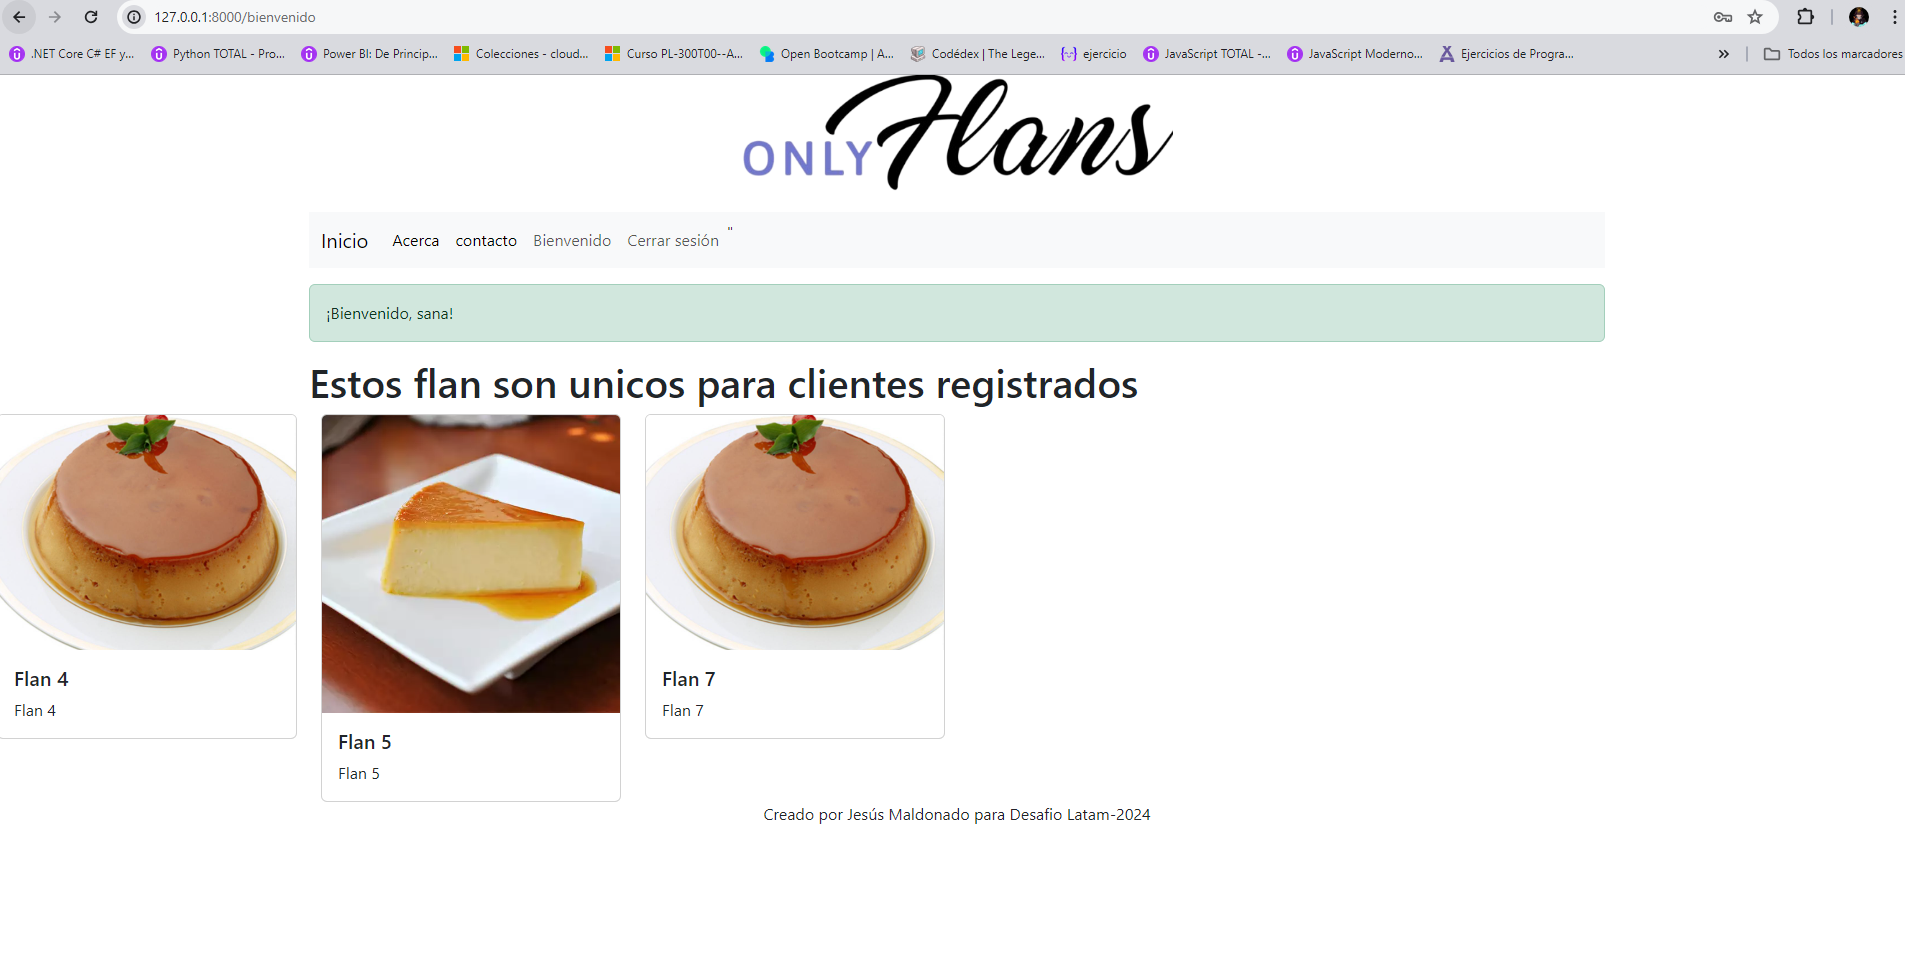 127.0.0.1:8000/bienvenido
.NET Core C# EF y... Python TOTAL - Pro... Power BI: De Princip... Colecciones - cloud... Curso PL-300T00--A... Open Bootcamp | A... Codédex | The Lege... ejercicio JavaScript TOTAL -... JavaScript Moderno... Ejercicios de Progra... » Todos los marcadores
ONLY Flans
Inicio Acerca contacto Bienvenido Cerrar sesión "
¡Bienvenido, sana!
Estos flan son unicos para clientes registrados
Flan 4
Flan 4
Flan 5
Flan 5
Flan 7
Flan 7
Creado por Jesús Maldonado para Desafio Latam-2024